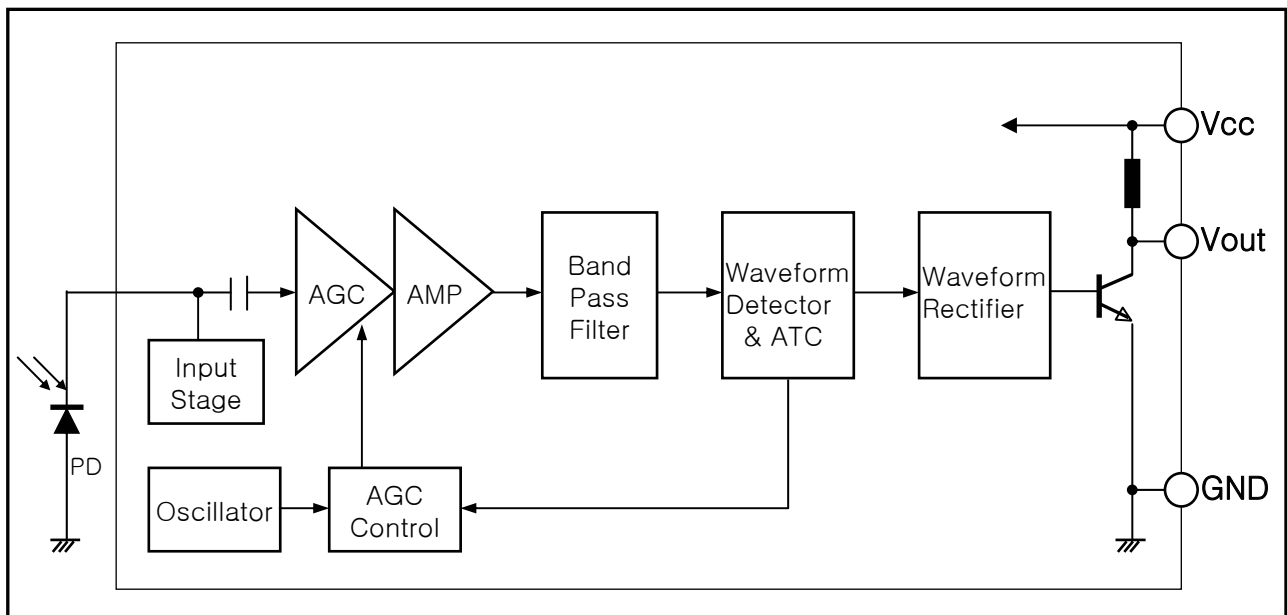 Vcc
Vout
Band
Pass
Filter
Waveform
Detector
& ATC
Waveform
Rectifier
AGC
AMP
Input
Stage
PD
Oscillator
AGC
Control
GND